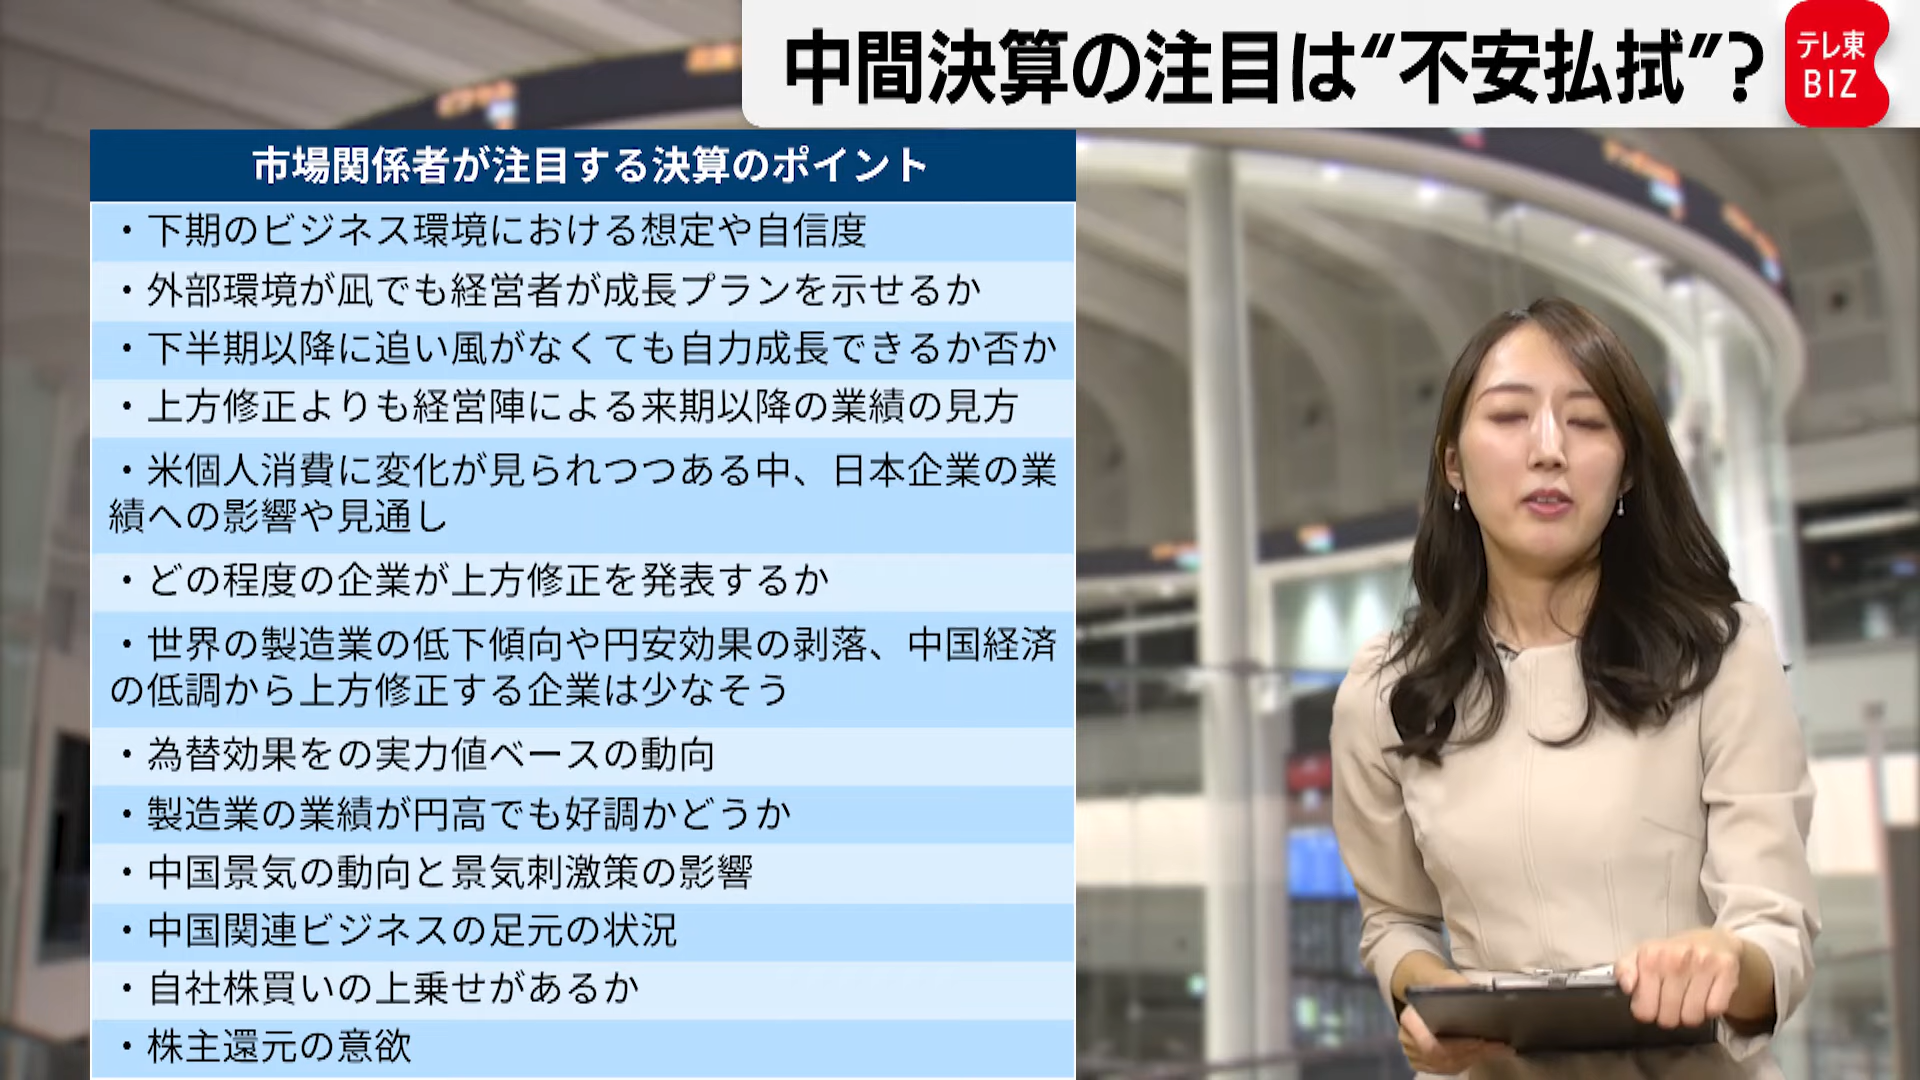 中間決算の注目は“不安払拭”?
テレ東
BIZ
市場関係者が注目する決算のポイント
・下期のビジネス環境における想定や自信度
・外部環境が凪でも経営者が成長プランを示せるか
・下半期以降に追い風がなくても自力成長できるか否か
・上方修正よりも経営陣による来期以降の業績の見方
・米個人消費に変化が見られつつある中、日本企業の業
績への影響や見通し
・どの程度の企業が上方修正を発表するか
・世界の製造業の低下傾向や円安効果の剥落、中国経済
の低調から上方修正する企業は少なそう
・為替効果をの実力値ベースの動向
・製造業の業績が円高でも好調かどうか
・中国景気の動向と景気刺激策の影響
・中国関連ビジネスの足元の状況
・自社株買いの上乗せがあるか
・株主還元の意欲